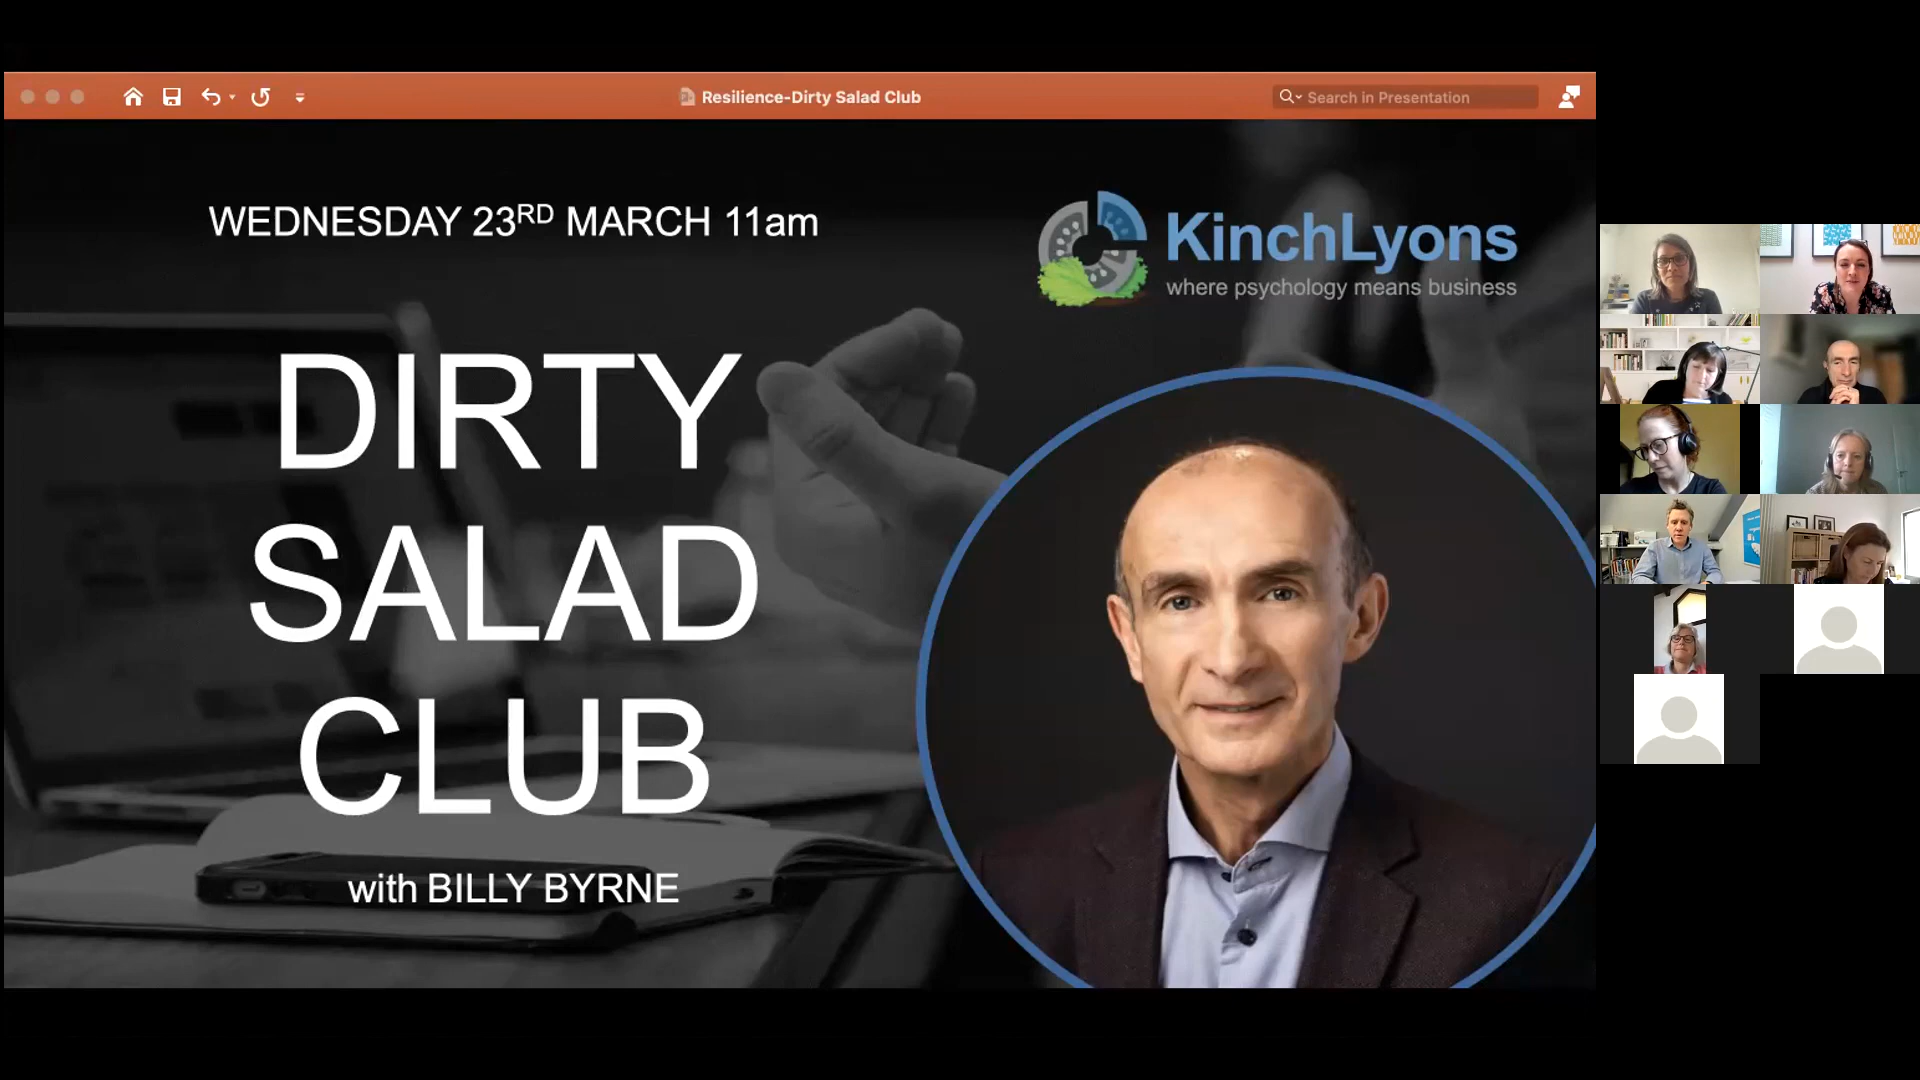 Resilience-Dirty Salad Club
Search in Presentation
WEDNESDAY 23RD MARCH 11am
KinchLyons
where psychology means business
DIRTY
SALAD
CLUB
with BILLY BYRNE